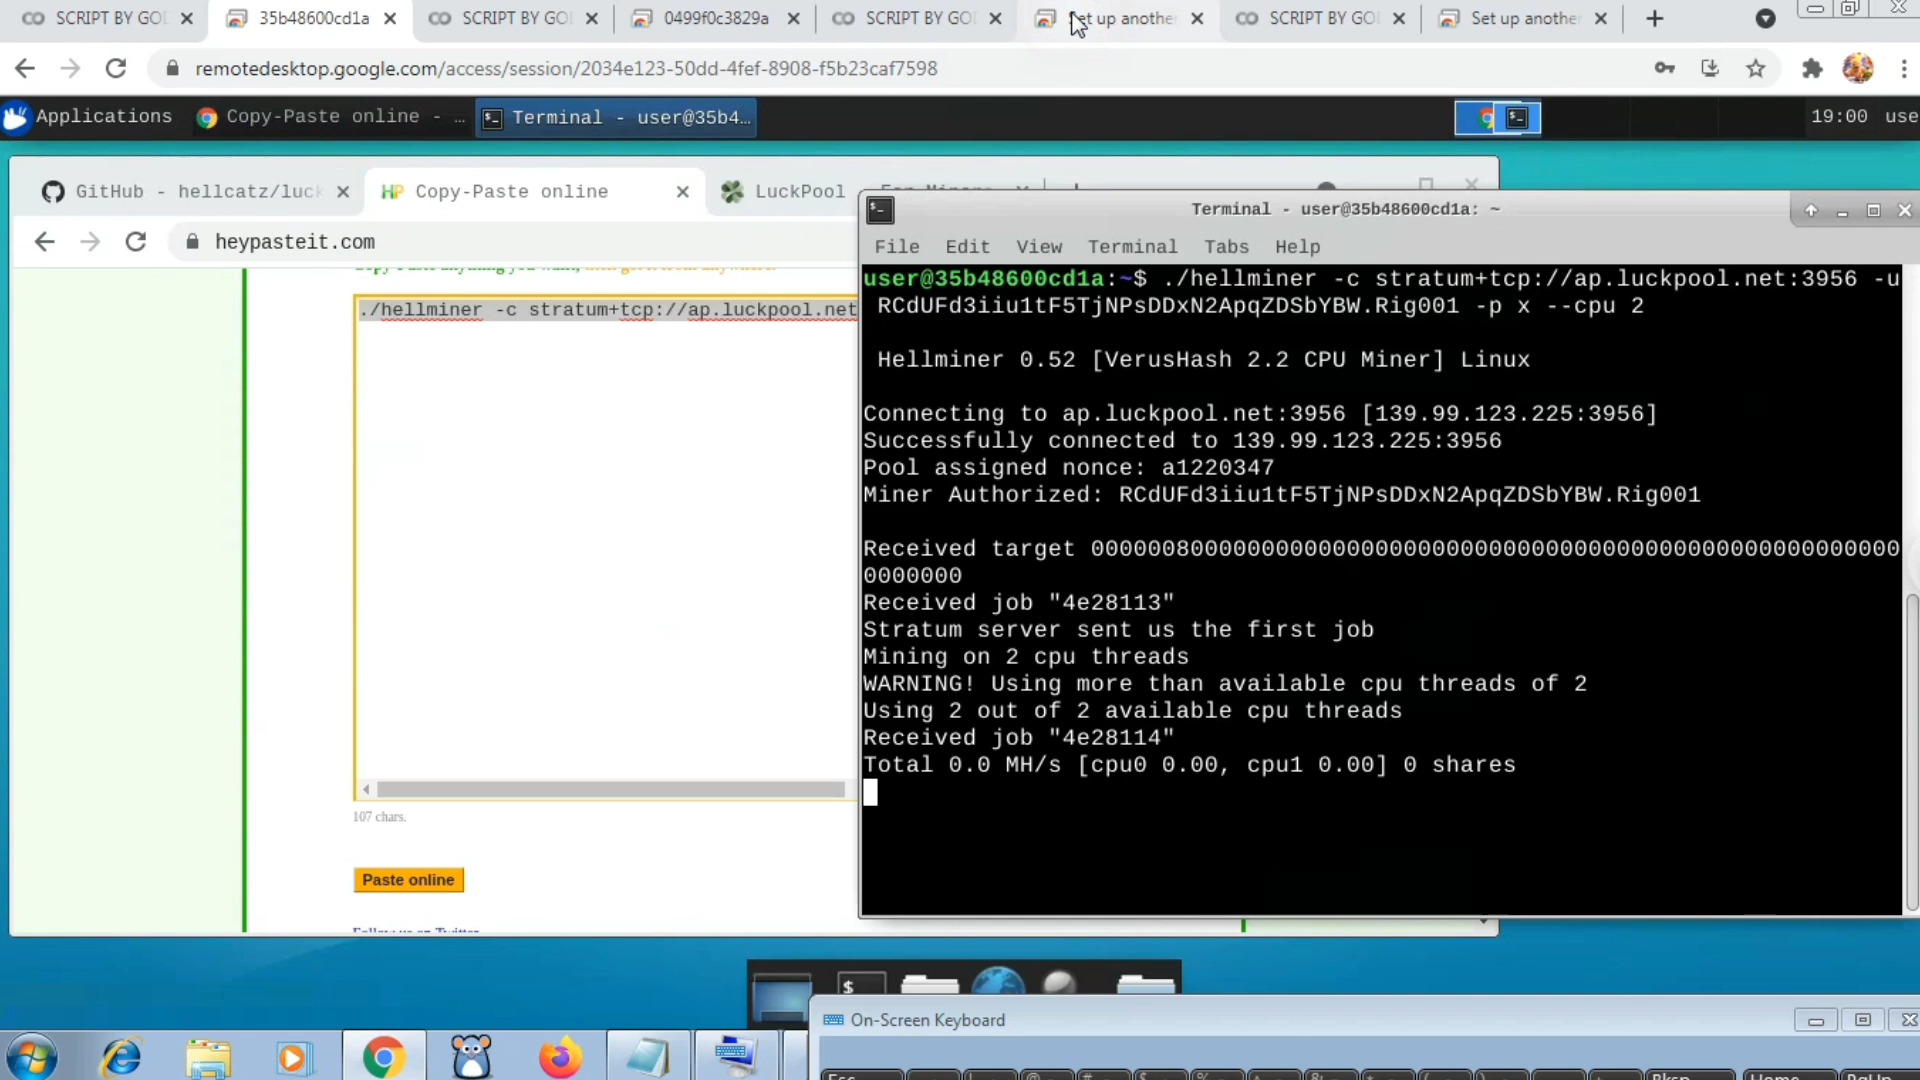 SCRIPT BY GO
35b48600cd1a
SCRIPT BY GO
0499f0c3829a
SCRIPT BY GO
Set up another
SCRIPT BY GO
Set up another
remotedesktop.google.com/access/session/2034e123-50dd-4fef-8908-f5b23caf7598
Applications
Copy-Paste online - ...
Terminal - user@35b4...
19:00 use
GitHub - hellcatz/luck
HP Copy-Paste online
LuckPool
heypasteit.com
./hellminer -c stratum+tcp://ap.luckpool.net
107 chars.
Paste online
Terminal - user@35b48600cd1a: ~
File Edit View Terminal Tabs Help
user@35b48600cd1a:~$ ./hellminer -c stratum+tcp://ap.luckpool.net:3956 -u
RCdUFd3iiu1tF5TjNPsDDxN2ApqZDSbYBW.Rig001 -p x --cpu 2
Hellminer 0.52 [VerusHash 2.2 CPU Miner] Linux
Connecting to ap.luckpool.net:3956 [139.99.123.225:3956]
Successfully connected to 139.99.123.225:3956
Pool assigned nonce: a1220347
Miner Authorized: RCdUFd3iiu1tF5TjNPsDDxN2ApqZDSbYBW.Rig001
Received target 000000800000000000000000000000000000000000000000000000000
0000000
Received job "4e28113"
Stratum server sent us the first job
Mining on 2 cpu threads
WARNING! Using more than available cpu threads of 2
Using 2 out of 2 available cpu threads
Received job "4e28114"
Total 0.0 MH/s [cpu0 0.00, cpu1 0.00] 0 shares
On-Screen Keyboard